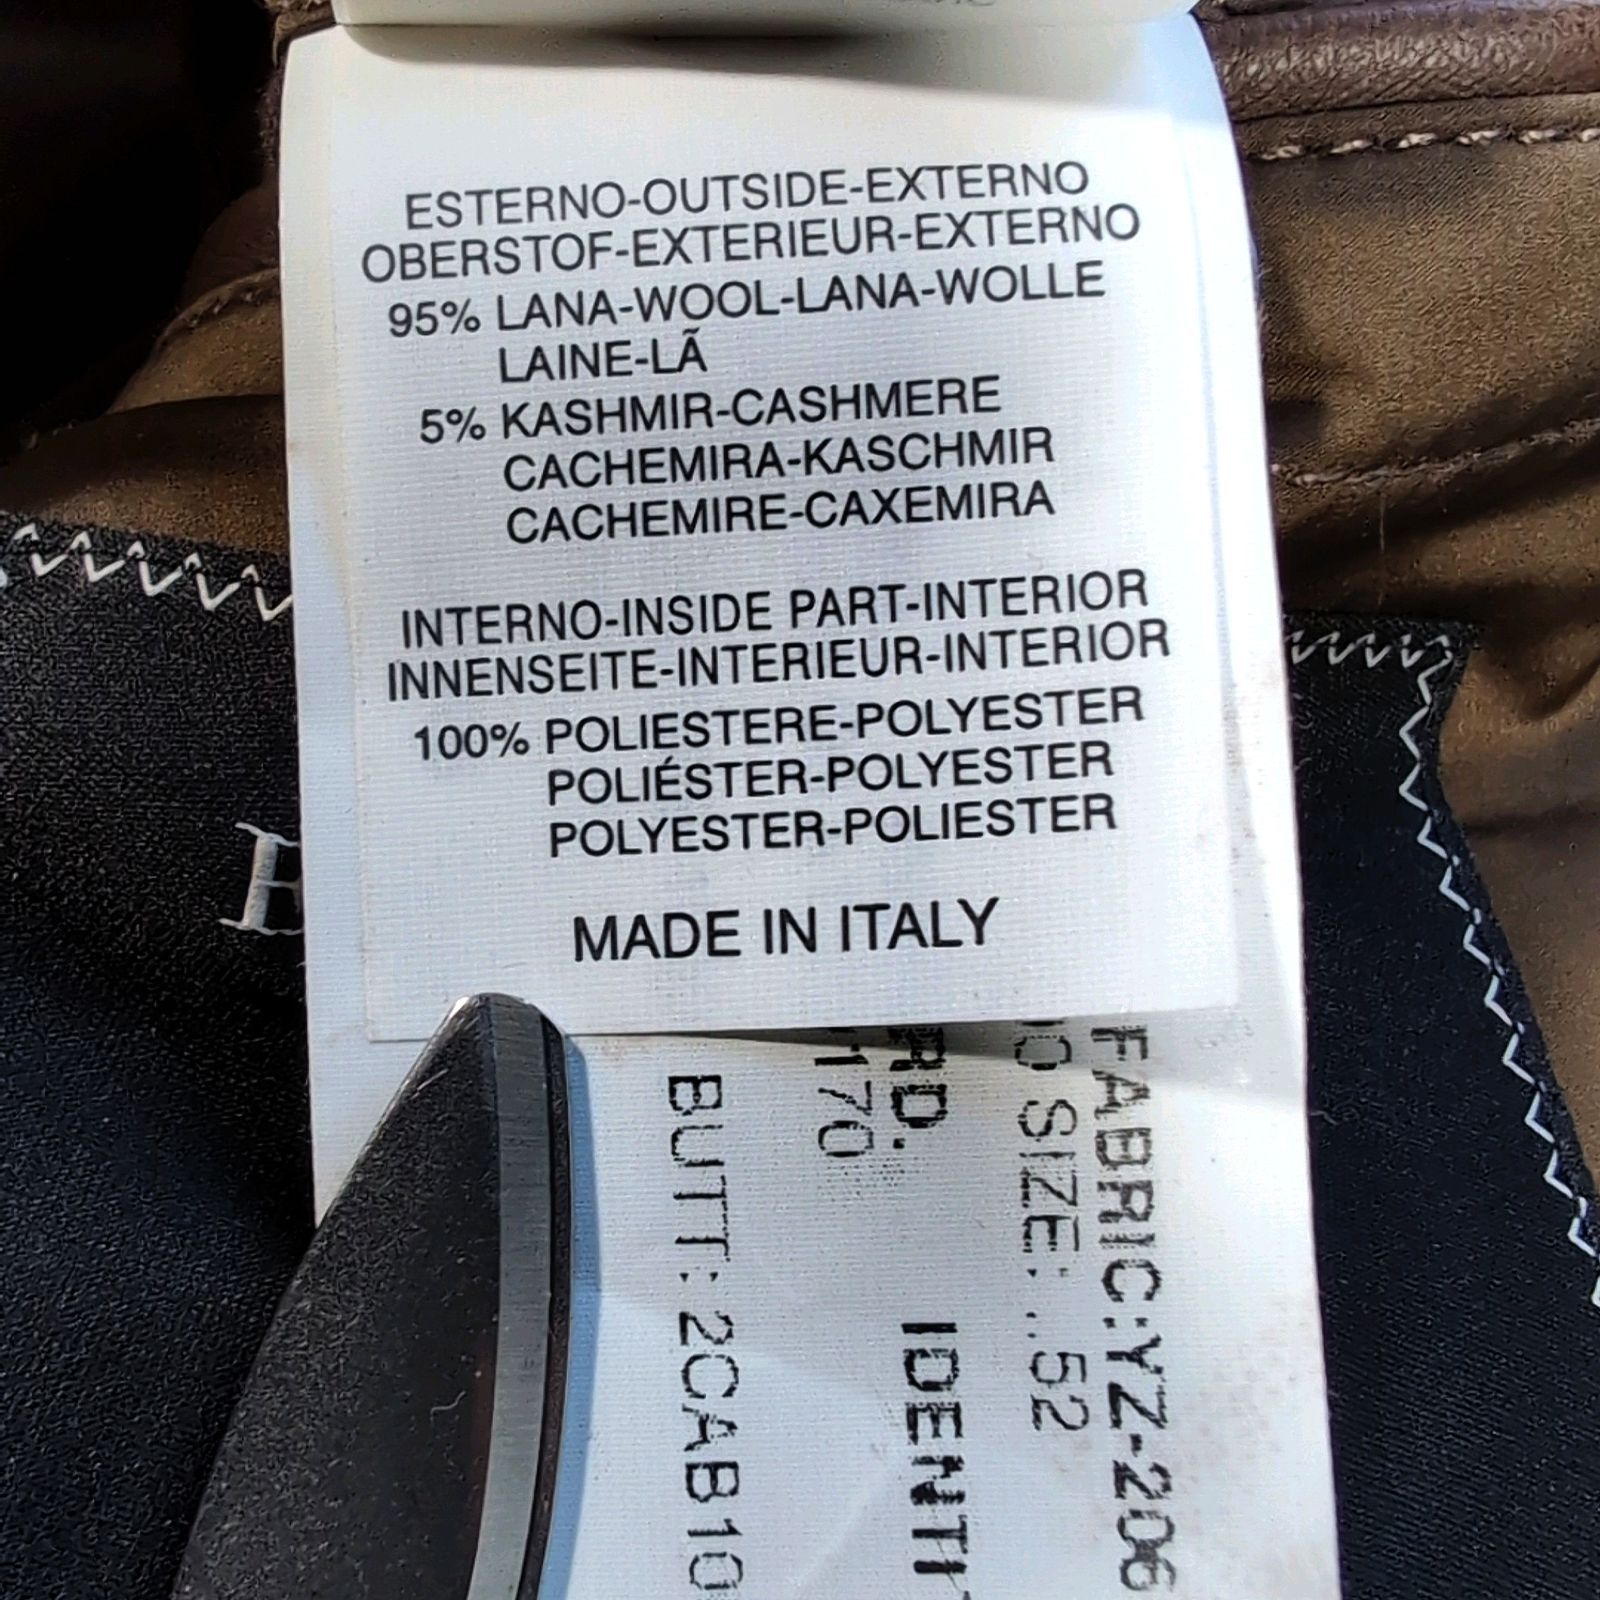 ESTERNO-OUTSIDE-EXTERNO
OBERSTOF-EXTERIEUR-EXTERNO
95% LANA-WOOL-LANA-WOLLE
LAINE-LÃ
5% KASHMIR-CASHMERE
CACHEMIRA-KASCHMIR
CACHEMIRE-CAXEMIRA
INTERNO-INSIDE PART-INTERIOR
INNENSEITE-INTERIEUR-INTERIOR
100% POLIESTERE-POLYESTER
POLIÉSTER-POLYESTER
POLYESTER-POLIESTER
MADE IN ITALY
FABRIC:YZ-206
SIZE:..52
RD. IDENTI
170
BUTT:2CAB10